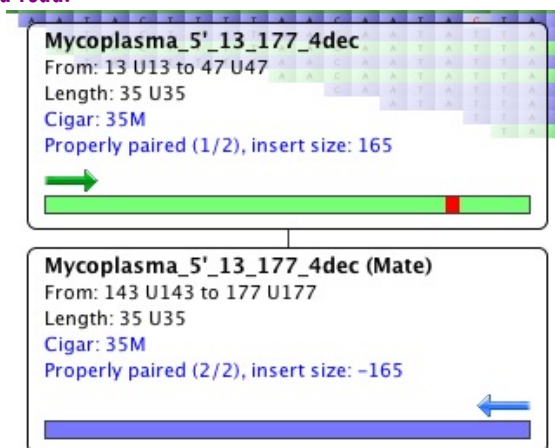 Mycoplasma_5'_13_177_4dec
From: 13 U13 to 47 U47
Length: 35 U35
Cigar: 35M
Properly paired (1/2), insert size: 165
Mycoplasma_5'_13_177_4dec (Mate)
From: 143 U143 to 177 U177
Length: 35 U35
Cigar: 35M
Properly paired (2/2), insert size: -165